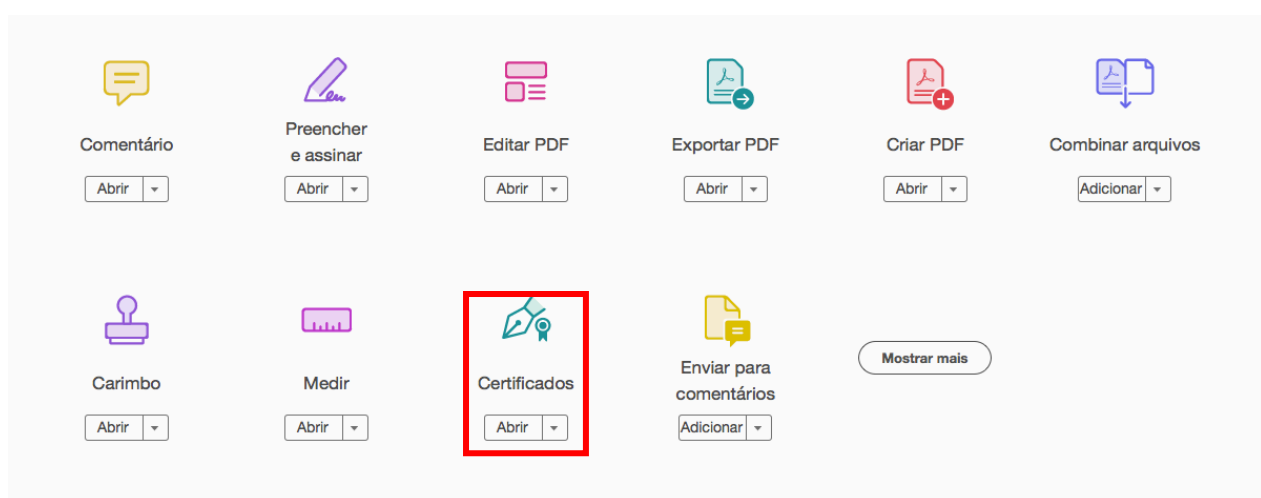 Comentário
Preencher
e assinar
Editar PDF
Exportar PDF
Criar PDF
Combinar arquivos
Abrir
Abrir
Abrir
Abrir
Abrir
Adicionar
Carimbo
Medir
Certificados
Enviar para
comentários
Mostrar mais
Abrir
Abrir
Abrir
Adicionar